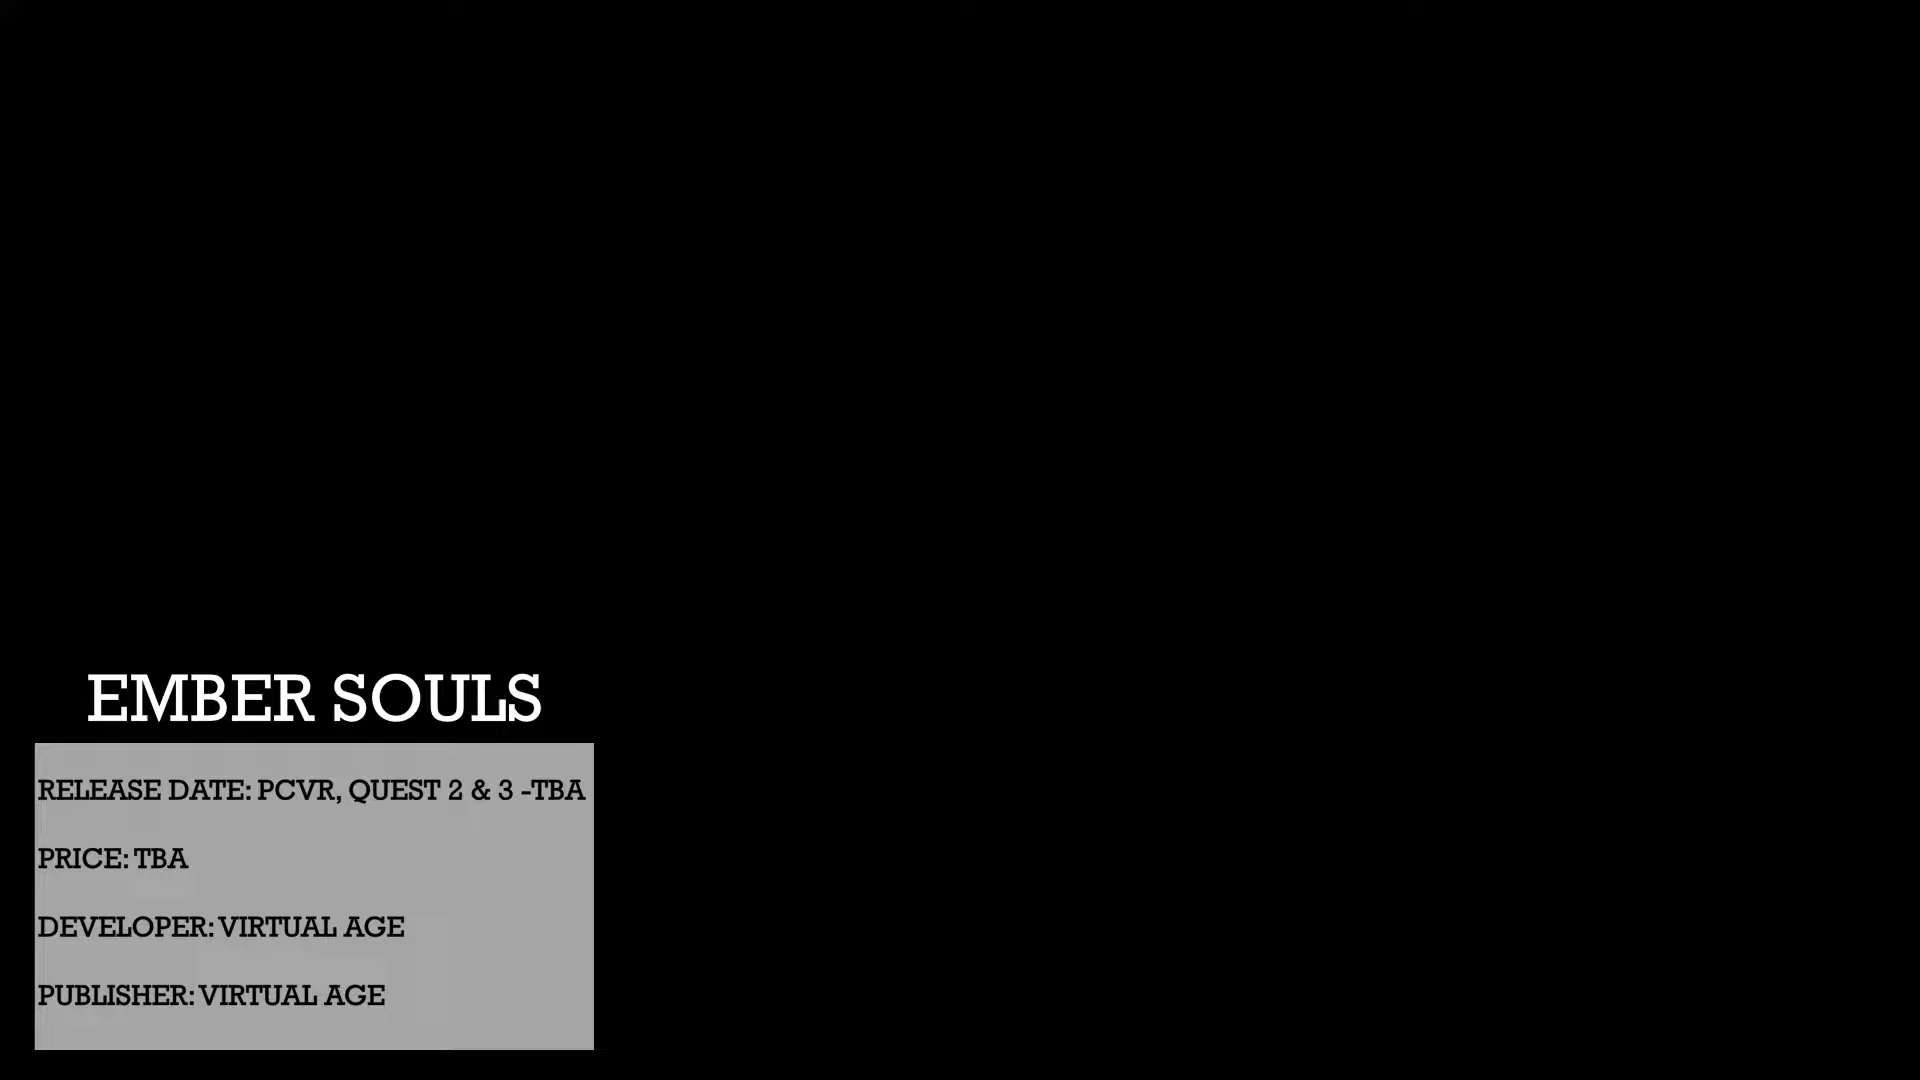 EMBER SOULS
RELEASE DATE: PCVR, QUEST 2 & 3 -TBA
PRICE: TBA
DEVELOPER: VIRTUAL AGE
PUBLISHER: VIRTUAL AGE